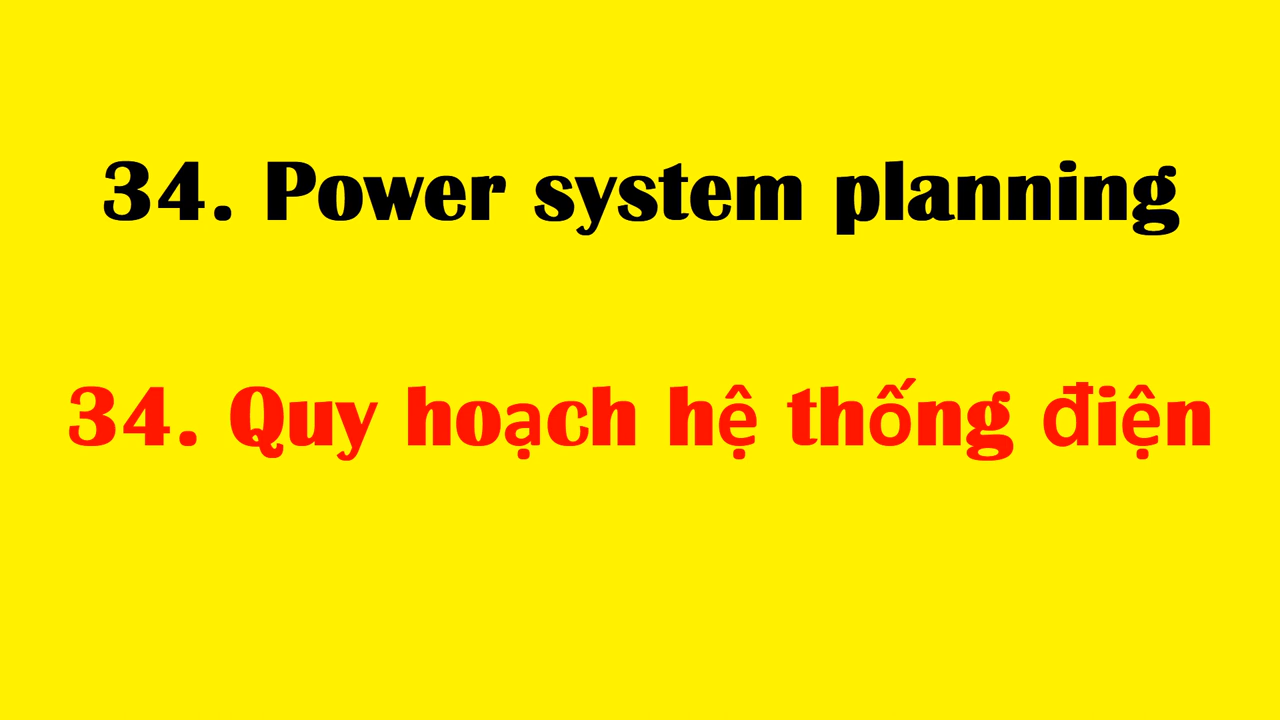 34. Power system planning
34. Quy hoạch hệ thống điện